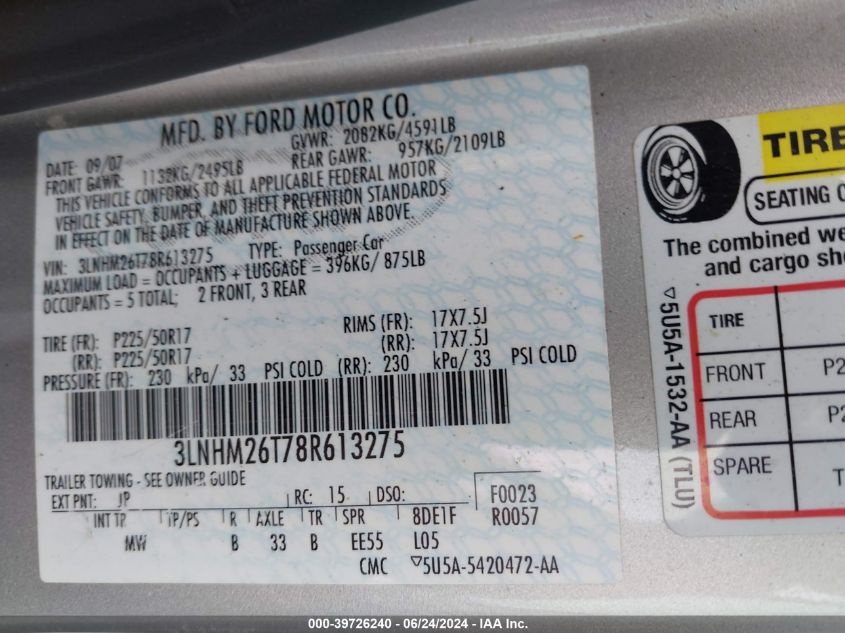 MFD. BY FORD MOTOR CO.
DATE: 09/07 GVWR: 2082KG/4591LB
FRONT GAWR: 1132KG/2495LB REAR GAWR: 957KG/2109LB
THIS VEHICLE CONFORMS TO ALL APPLICABLE FEDERAL MOTOR
VEHICLE SAFETY, BUMPER, AND THEFT PREVENTION STANDARDS
IN EFFECT ON THE DATE OF MANUFACTURE SHOWN ABOVE.
VIN: 3LNHM26T78R613275 TYPE: Passenger Car
MAXIMUM LOAD = OCCUPANTS + LUGGAGE = 396KG/ 875LB
OCCUPANTS = 5 TOTAL; 2 FRONT, 3 REAR
TIRE (FR): P225/50R17 RIMS (FR): 17X7.5J
(RR): P225/50R17 (RR): 17X7.5J
PRESSURE (FR): 230 kPa/ 33 PSI COLD (RR): 230 kPa/ 33 PSI COLD
3LNHM26T78R613275
TRAILER TOWING - SEE OWNER GUIDE
EXT PNT: JP RC: 15 DSO: F0023
INT TR TP/PS R AXLE TR SPR 8DE1F R0057
MW B 33 B EE55 L05
CMC ▽5U5A-5420472-AA
TIRE
SEATING
The combined
and cargo
▽5U5A-1532-AA (TLU)
TIRE
FRONT
REAR
SPARE
000-39726240 - 06/24/2024 - IAA Inc.